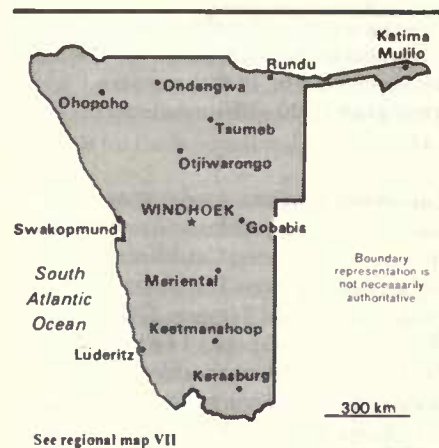 Katima
Mulilo
Rundu
Ondangwa
Ohopoho
Tsumeb
Otjiwarongo
WINDHOEK
Swakopmund
Gobabis
South
Atlantic
Ocean
Mariental
Boundary
representation is
not necessarily
authoritative
Keetmanshoop
Lüderitz
Karasburg
300 km
See regional map VII